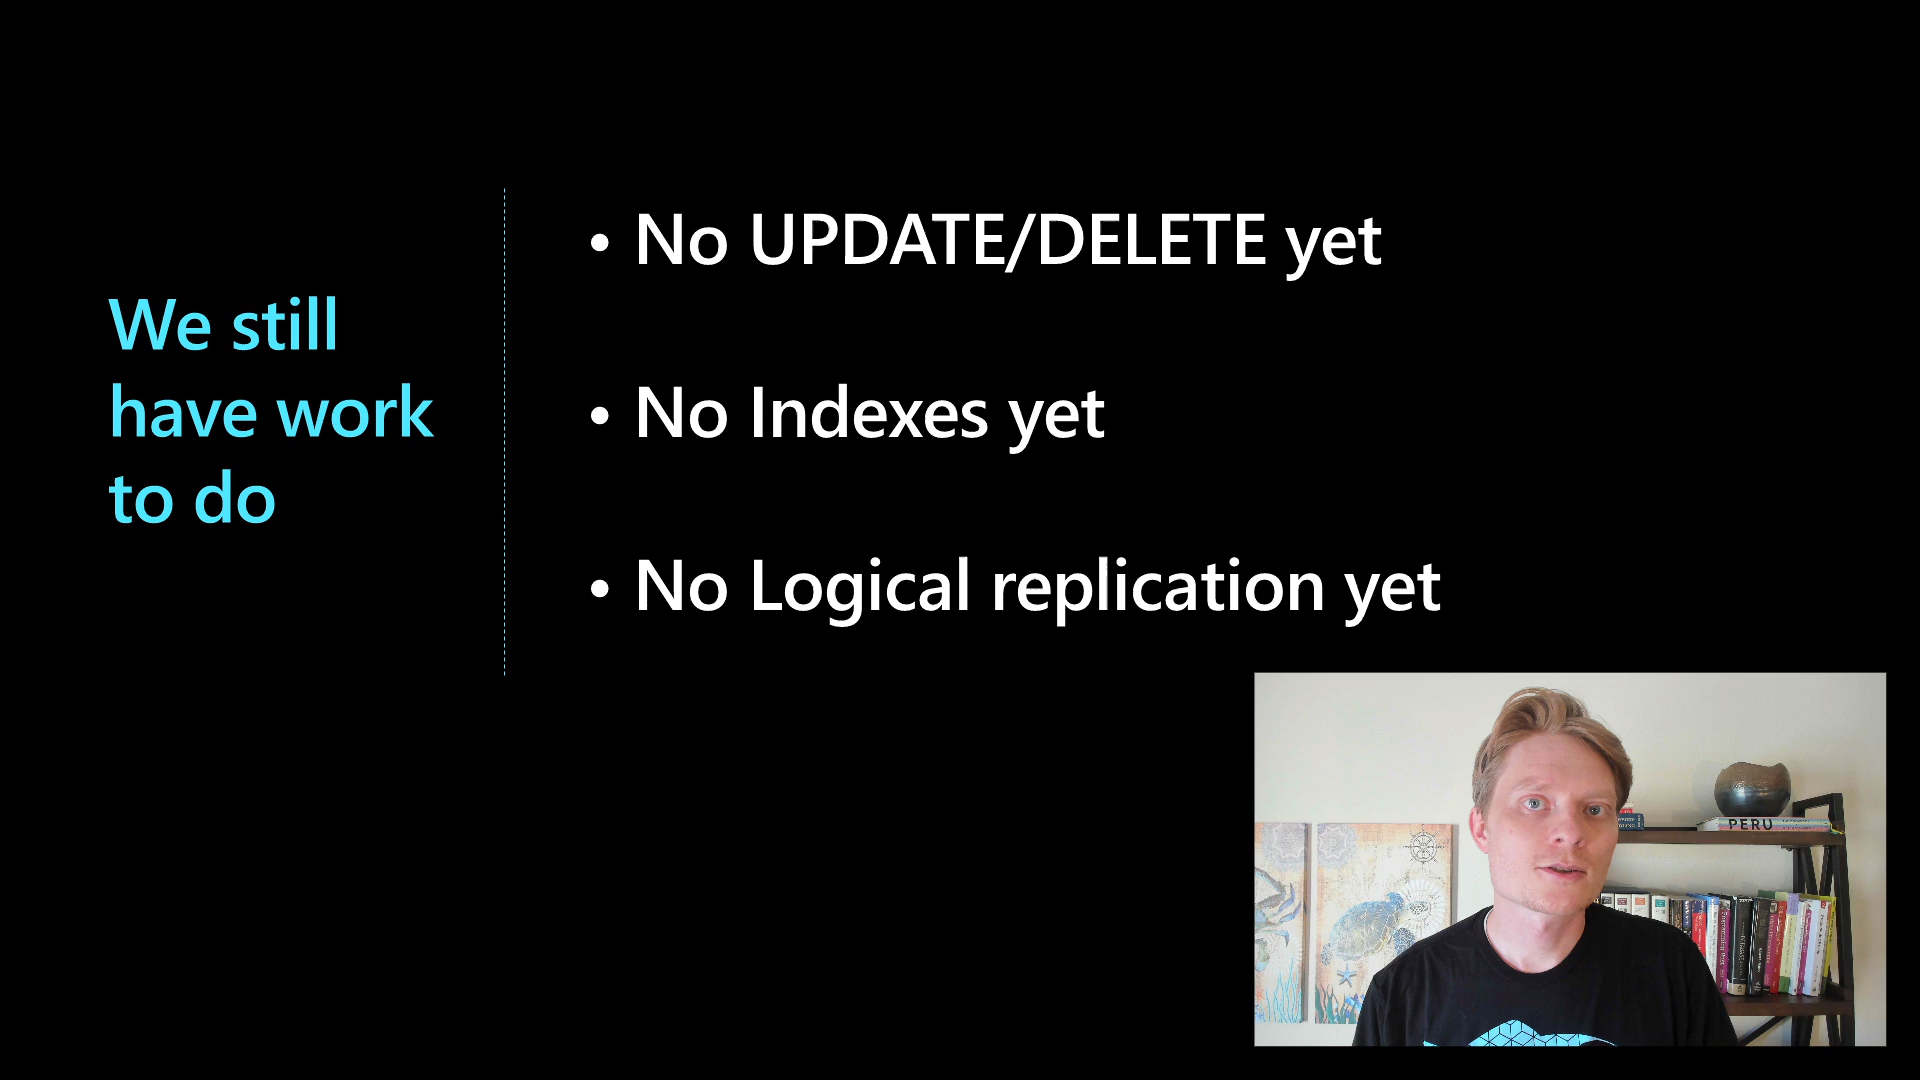 We still
have work
to do
• No UPDATE/DELETE yet
• No Indexes yet
• No Logical replication yet
PERU